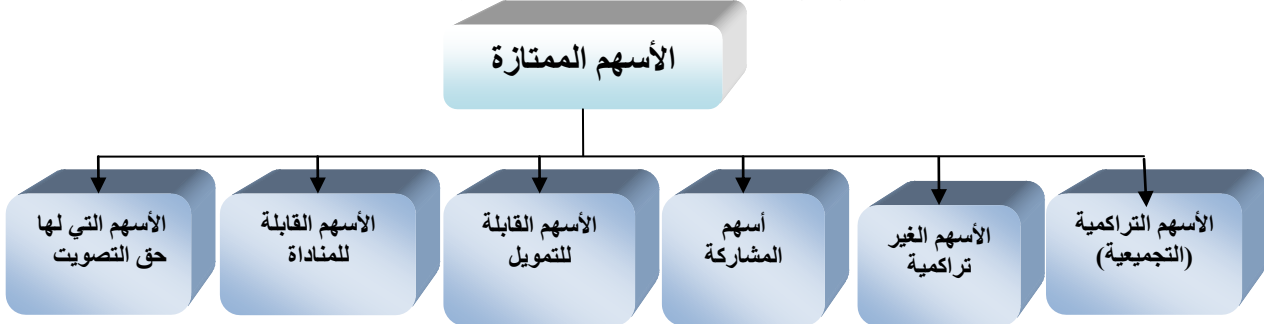 الأسهم الممتازة
الأسهم التراكمية
(التجميعية)
الأسهم الغير
تراكمية
أسهم
المشاركة
الأسهم القابلة
للتمويل
الأسهم القابلة
للمناداة
الأسهم التي لها
حق التصويت